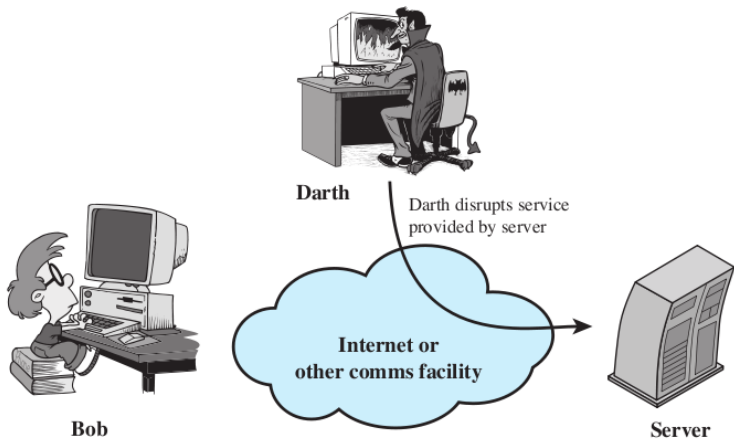 Darth
Darth disrupts service
provided by server
Internet or
other comms facility
Bob
Server